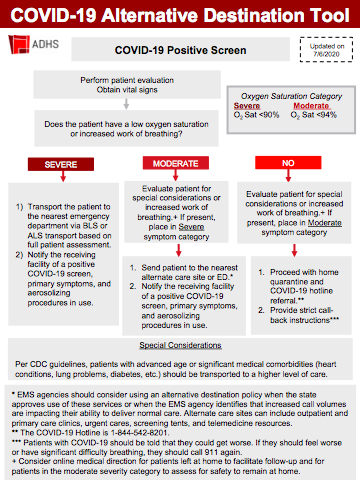 COVID-19 Alternative Destination Tool
ADHS
COVID-19 Positive Screen
Updated on
7/6/2020
Perform patient evaluation
Obtain vital signs
Does the patient have a low oxygen saturation
or increased work of breathing?
Oxygen Saturation Category
Severe Moderate
O₂ Sat <90% O₂ Sat <94%
SEVERE
1) Transport the patient to
the nearest emergency
department via BLS or
ALS transport based on
full patient assessment.
2) Notify the receiving
facility of a positive
COVID-19 screen,
primary symptoms, and
aerosolizing
procedures in use.
MODERATE
Evaluate patient for
special considerations
or increased work of
breathing.+ If present,
place in Severe
symptom category
1. Send patient to the nearest
alternate care site or ED.*
2. Notify the receiving facility
of a positive COVID-19
screen, primary symptoms,
and aerosolizing
procedures in use.
NO
Evaluate patient for special
considerations or increased
work of breathing.+ If
present, place in Moderate
symptom category
1. Proceed with home
quarantine and
COVID-19 hotline
referral.**
2. Provide strict call-
back instructions***
Special Considerations
Per CDC guidelines, patients with advanced age or significant medical comorbidities (heart
conditions, lung problems, diabetes, etc.) should be transported to a higher level of care.
* EMS agencies should consider using an alternative destination policy when the state
approves use of these services or when the EMS agency identifies that increased call volumes
are impacting their ability to deliver normal care. Alternate care sites can include outpatient and
primary care clinics, urgent cares, screening tents, and telemedicine resources.
** The COVID-19 Hotline is 1-844-542-8201.
*** Patients with COVID-19 should be told that they could get worse. If they should feel worse
or have significant difficulty breathing, they should call 911 again.
+ Consider online medical direction for patients left at home to facilitate follow-up and for
patients in the moderate severity category to assess for safety to remain at home.